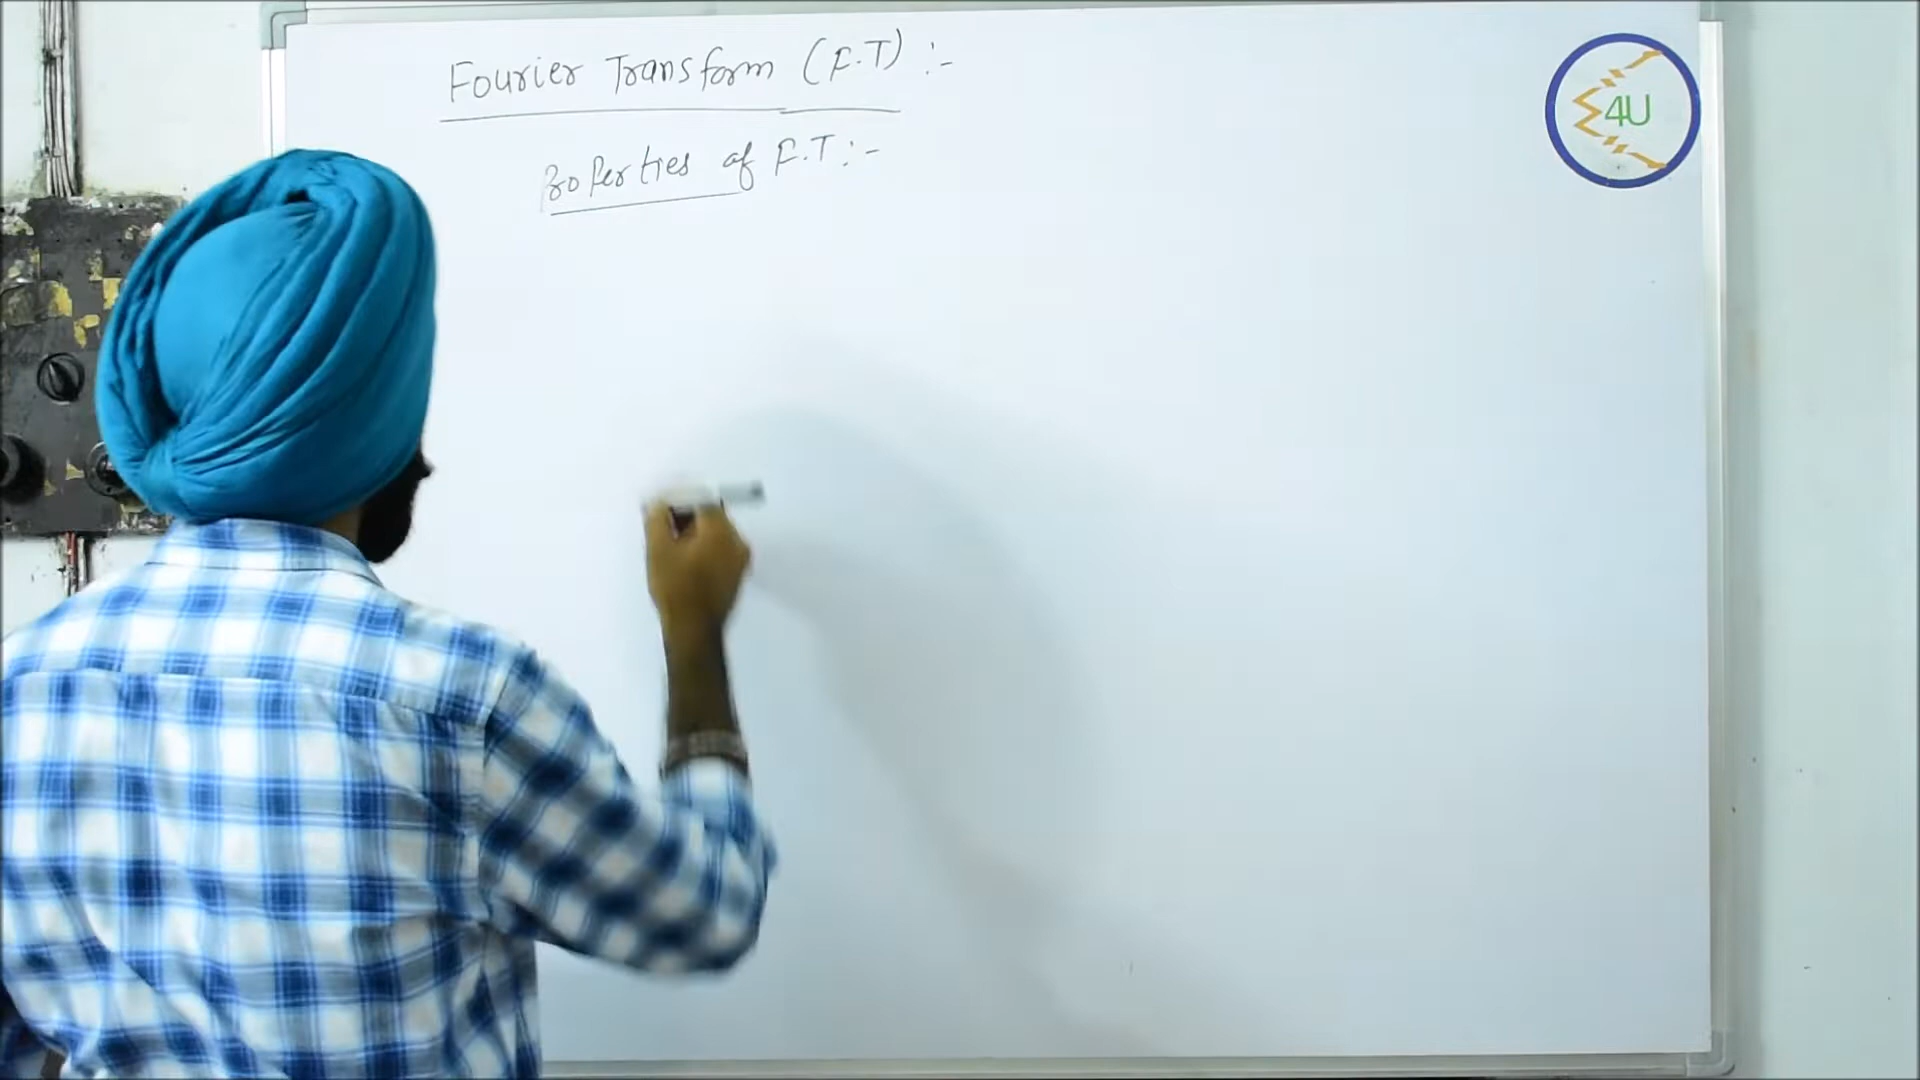 Fourier Transform (F.T) :-
Properties of F.T :-
4U